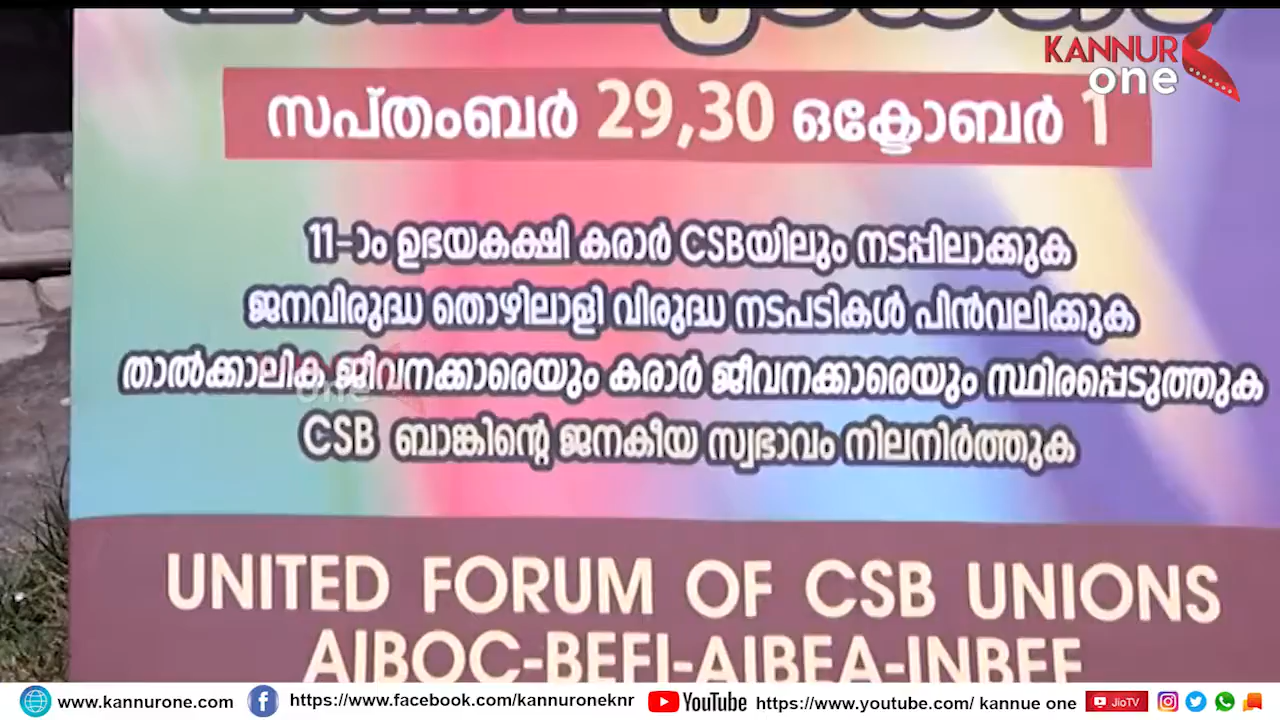 KANNUR
one
സപ്തംബർ 29,30 ഒക്ടോബർ 1
11-ാം ഉഭയകക്ഷി കരാർ CSBയിലും നടപ്പിലാക്കുക
ജനവിരുദ്ധ തൊഴിലാളി വിരുദ്ധ നടപടികൾ പിൻവലിക്കുക
താൽക്കാലിക ജീവനക്കാരെയും കരാർ ജീവനക്കാരെയും സ്ഥിരപ്പെടുത്തുക
CSB ബാങ്കിന്റെ ജനകീയ സ്വഭാവം നിലനിർത്തുക
UNITED FORUM OF CSB UNIONS
AIBOC-BEFI-AIBEA-INBEF
www.kannurone.com https://www.facebook.com/kannuroneknr YouTube https://www.youtube.com/ kannue one JioTV